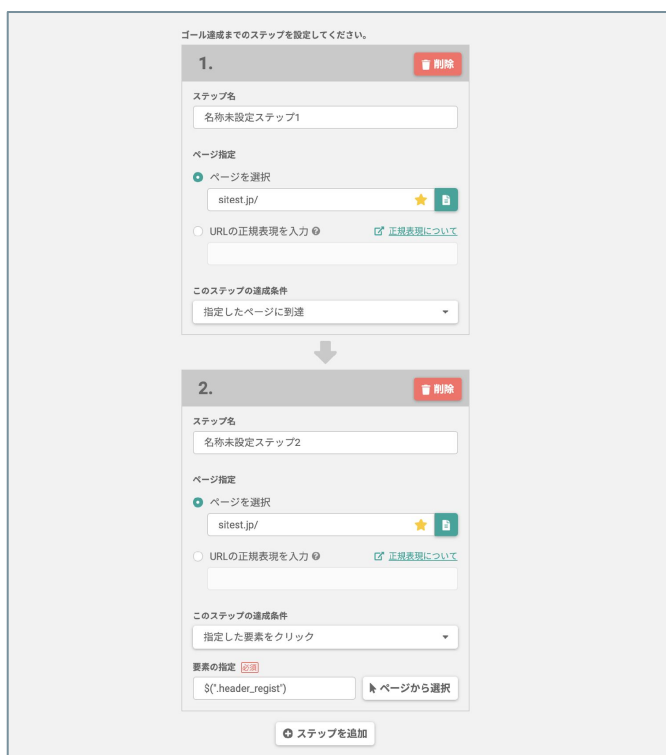 ゴール達成までのステップを設定してください。
1.
削除
ステップ名
名称未設定ステップ1
ページ指定
ページを選択
sitest.jp/
URLの正規表現を入力 正規表現について
このステップの達成条件
指定したページに到達
2.
削除
ステップ名
名称未設定ステップ2
ページ指定
ページを選択
sitest.jp/
URLの正規表現を入力 正規表現について
このステップの達成条件
指定した要素をクリック
要素の指定 必須
$(".header_regist") ページから選択
ステップを追加